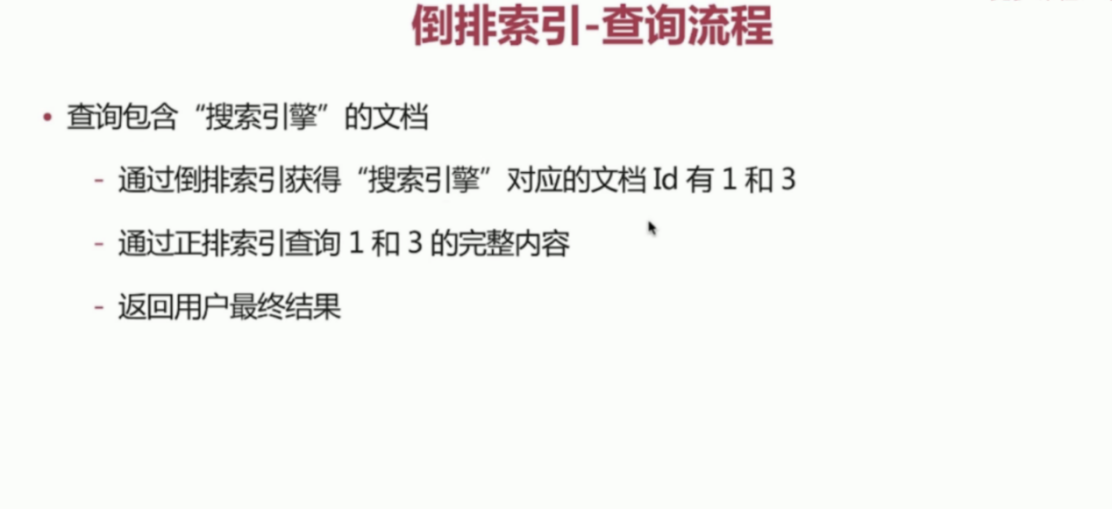 倒排索引-查询流程
• 查询包含“搜索引擎”的文档
- 通过倒排索引获得“搜索引擎”对应的文档 Id 有 1 和 3
- 通过正排索引查询 1 和 3 的完整内容
- 返回用户最终结果